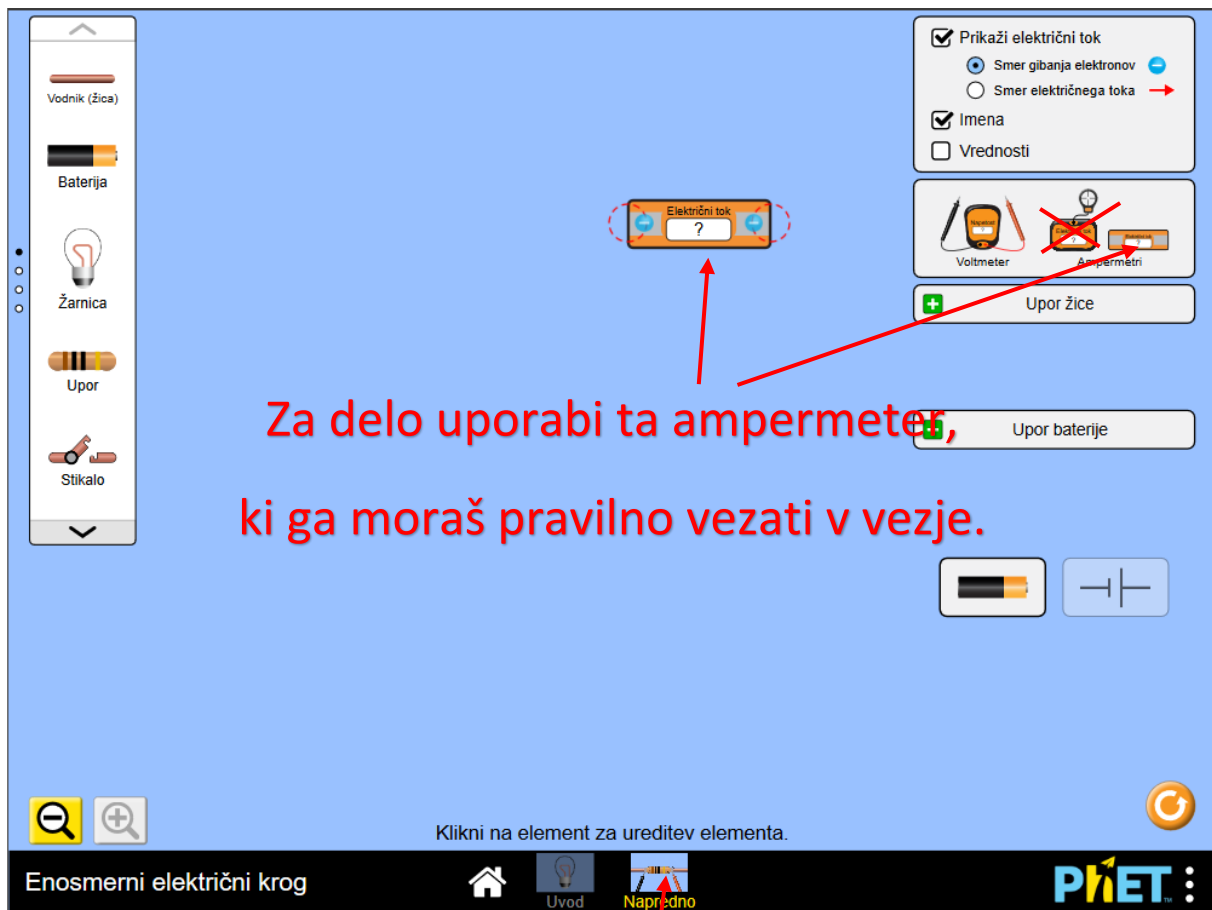 Vodnik (žica)
Baterija
Žarnica
Upor
Stikalo
Električni tok
?
Prikaži električni tok
Smer gibanja elektronov
Smer električnega toka
Imena
Vrednosti
Napetost
?
?
?
Voltmeter
Ampermetri
Upor žice
Upor baterije
Za delo uporabi ta ampermeter,
ki ga moraš pravilno vezati v vezje.
Klikni na element za ureditev elementa.
Enosmerni električni krog
Uvod
Napredno
PhET